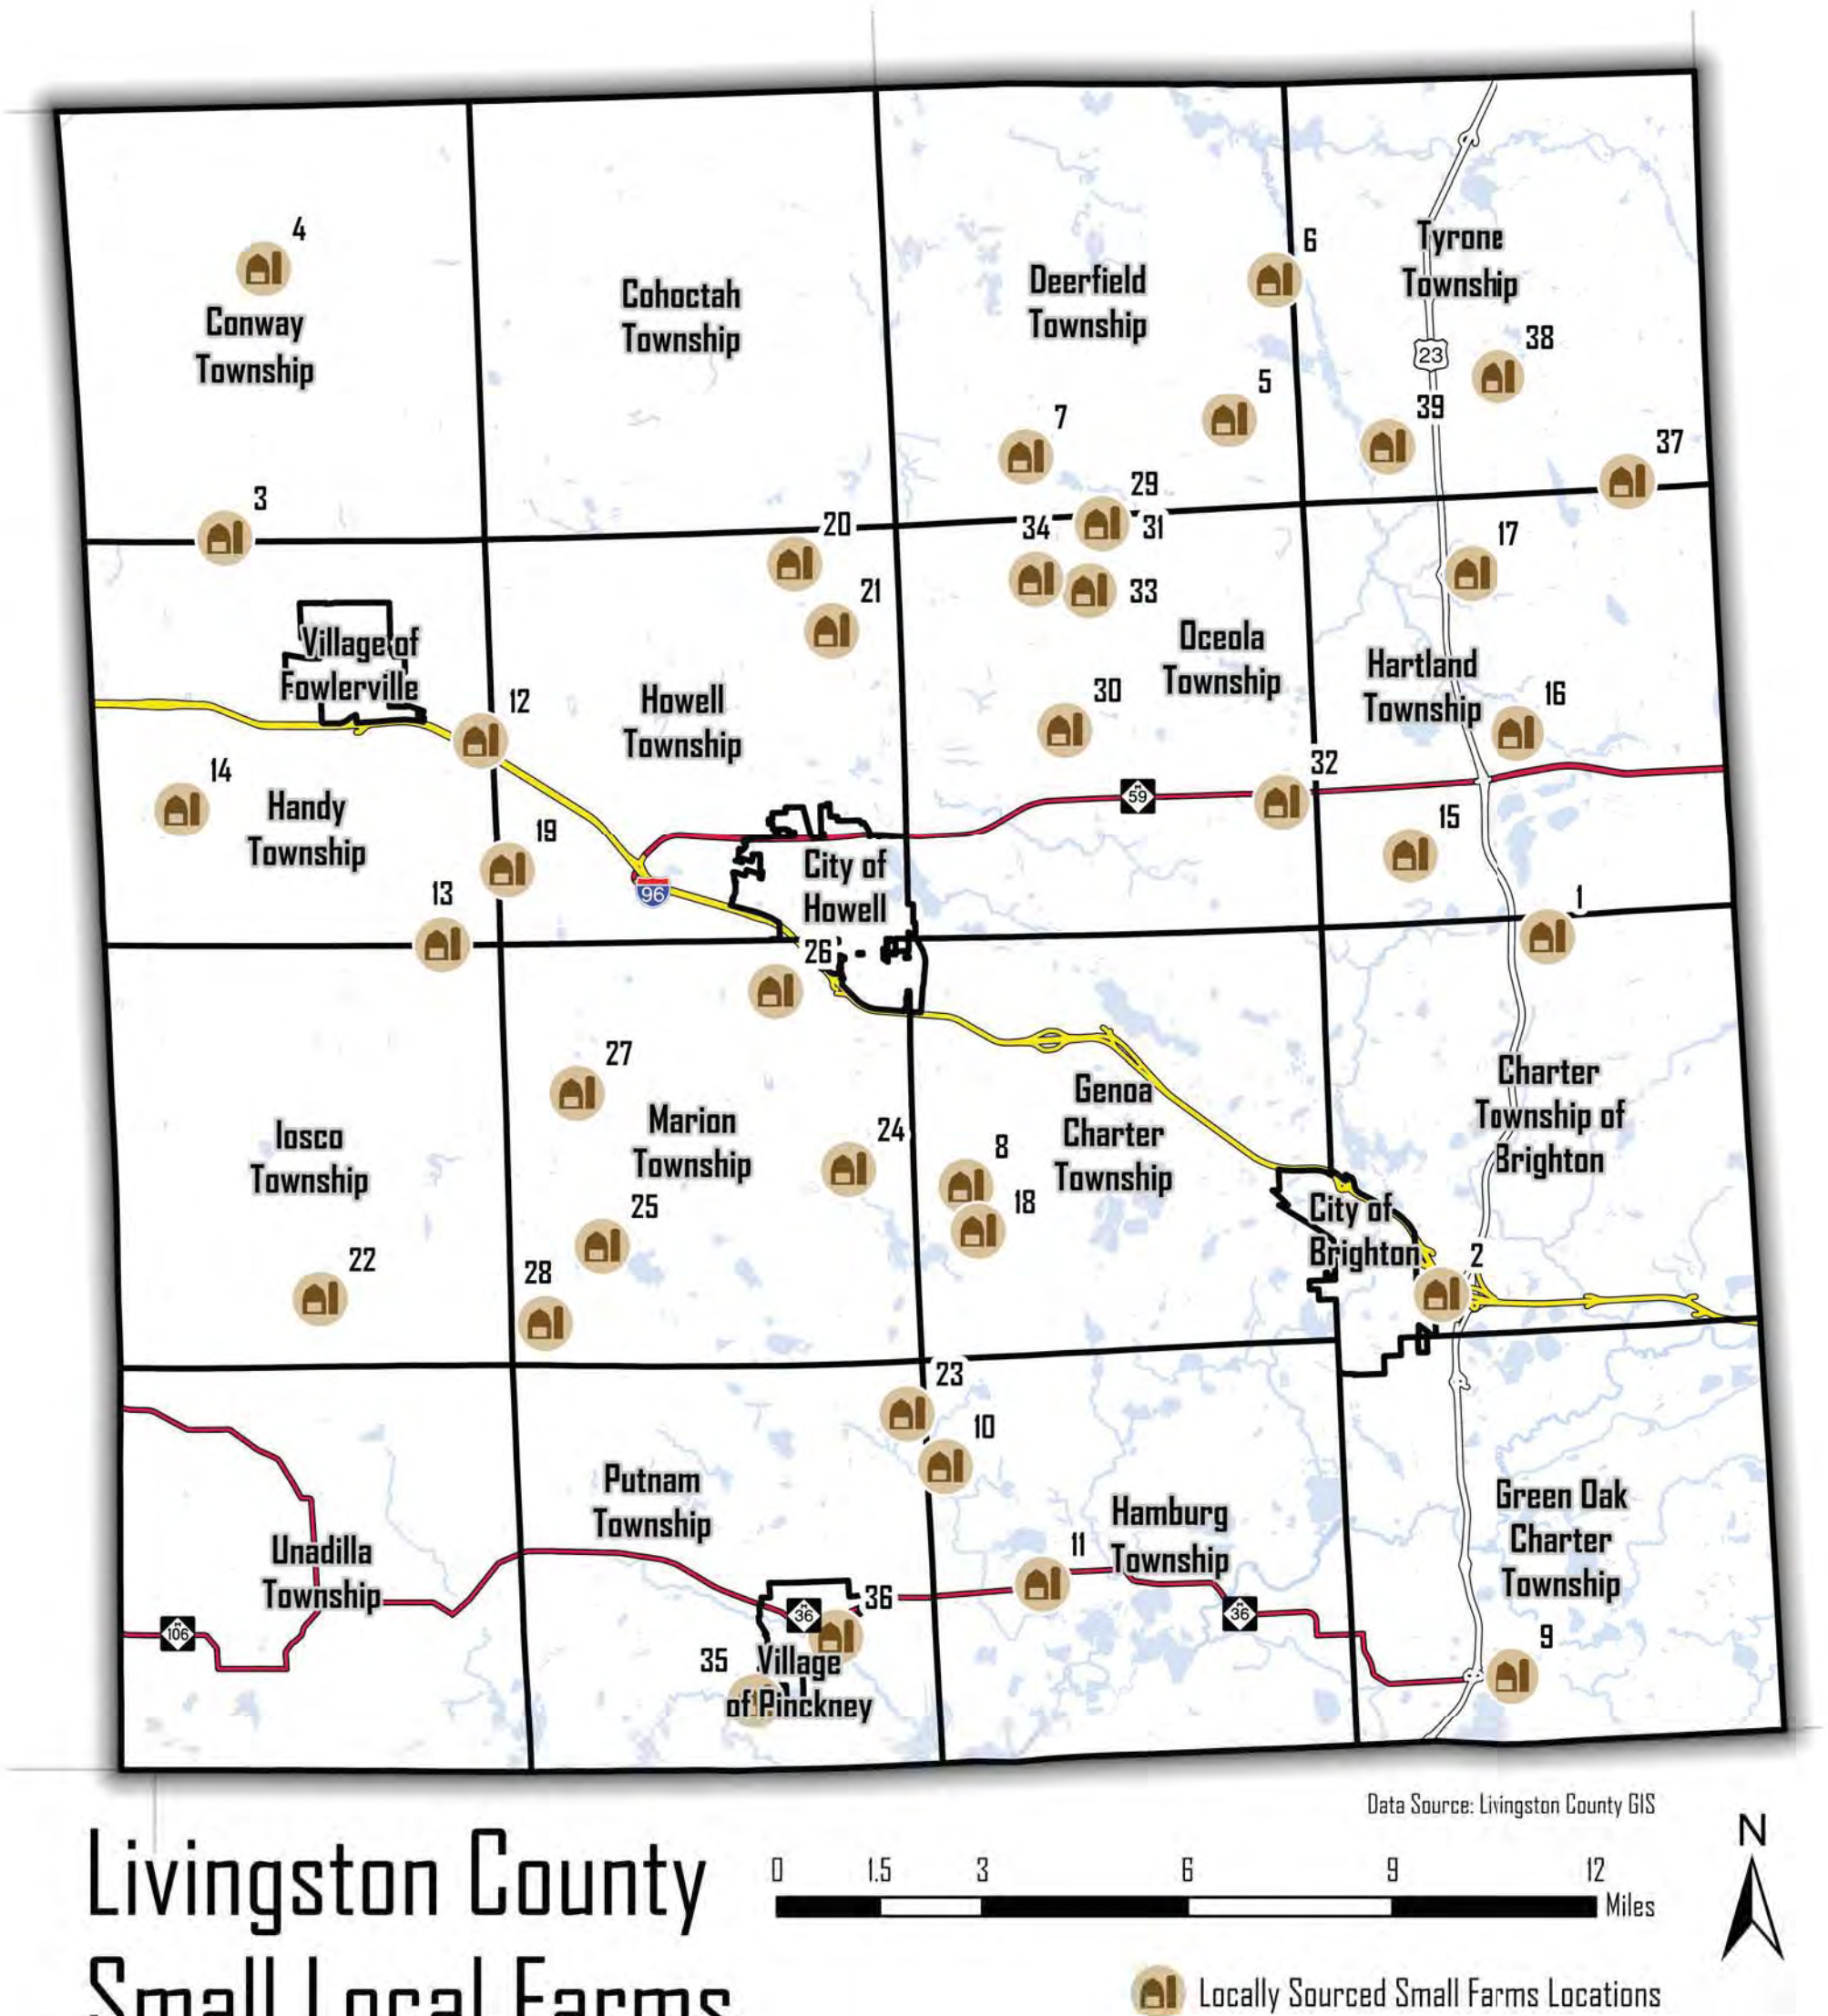 4
6
Tyrone
Township
Conway
Township
Cohoctah
Township
Deerfield
Township
23
38
5
39
7
37
3
29
20
34
31
17
21
33
Village of
Fowlerville
Oceola
Township
Hartland
Township
12
Howell
Township
30
16
14
32
59
Handy
Township
19
15
City of
Howell
96
13
1
26
27
Genoa
Charter
Township
Charter
Township of
Brighton
Iosco
Township
Marion
Township
24
8
18
City of
Brighton
25
22
28
2
23
10
Putnam
Township
Hamburg
Township
Green Oak
Charter
Township
Unadilla
Township
11
36
M
36
M
36
M
106
9
35
Village
of Pinckney
Data Source: Livingston County GIS
N
0 1.5 3 6 9 12
Miles
Livingston County
Small Local Farms
Locally Sourced Small Farms Locations